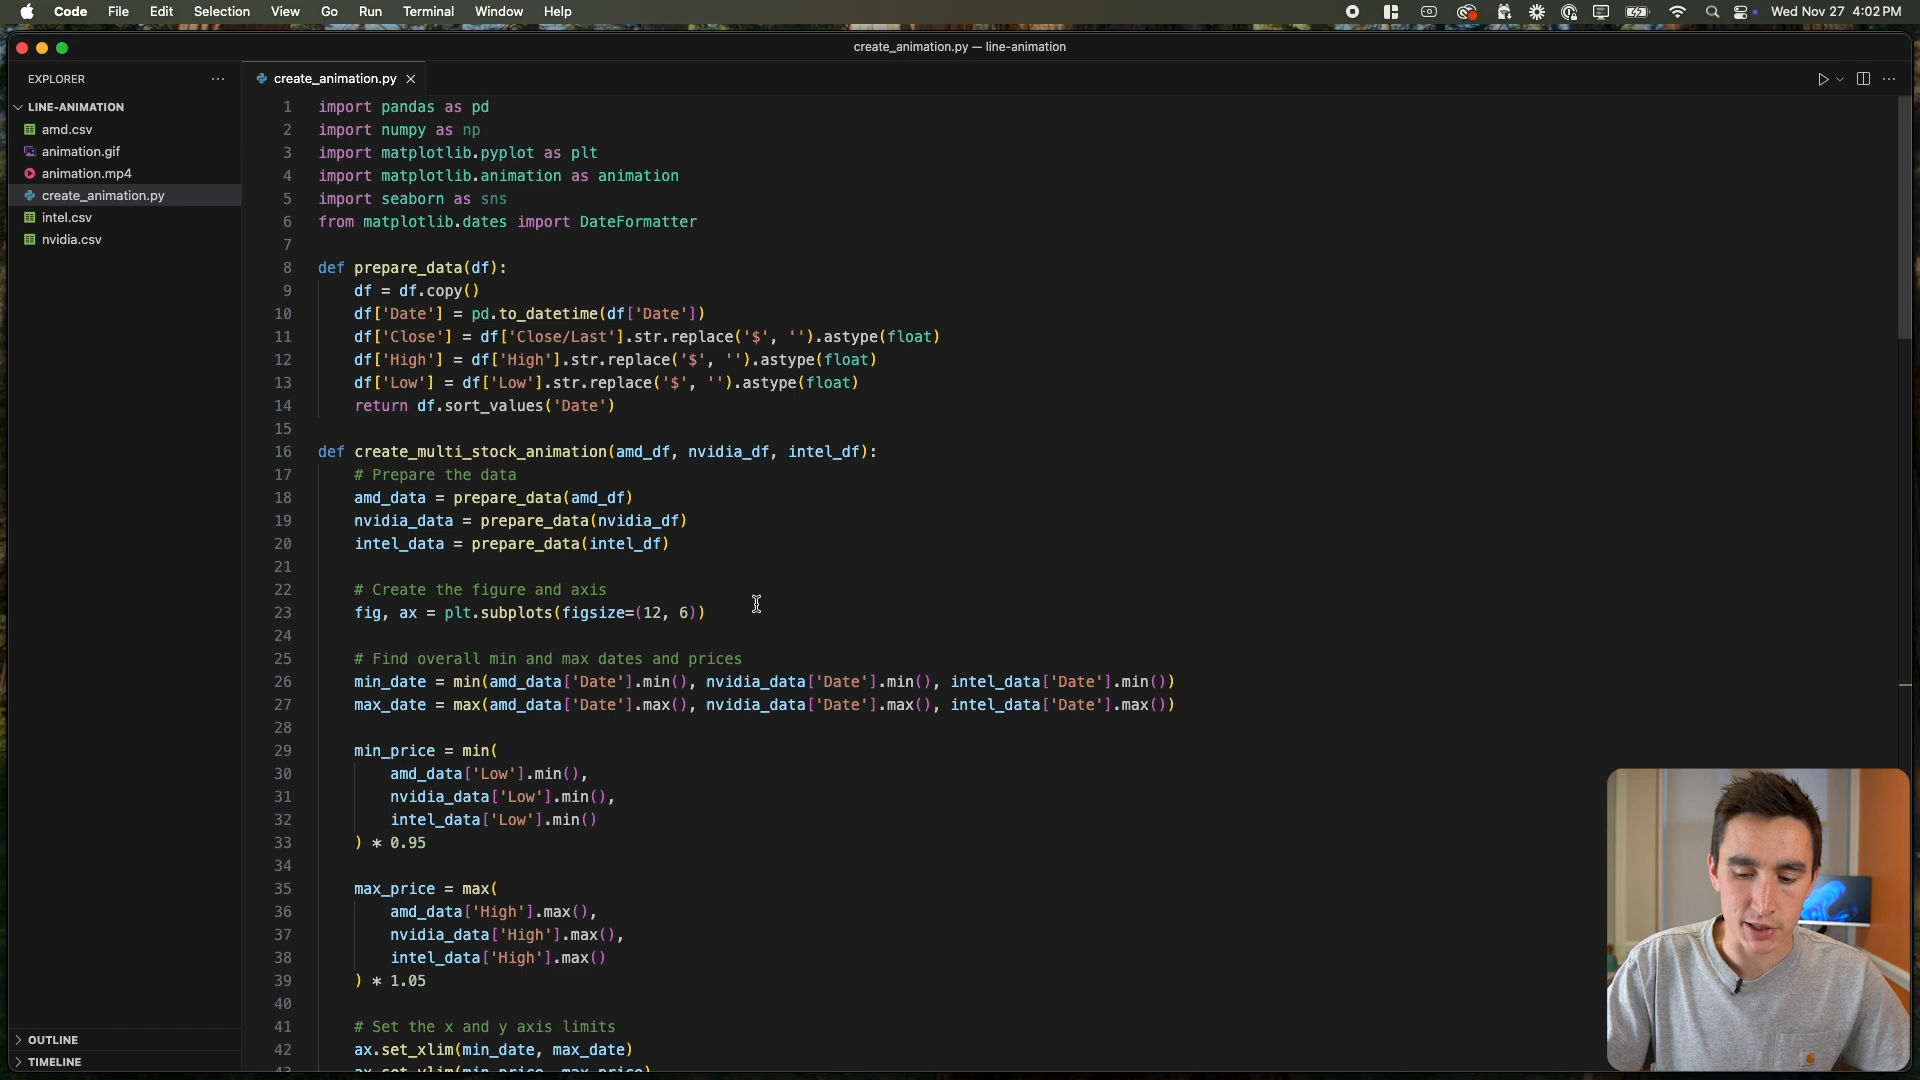 Code File Edit Selection View Go Run Terminal Window Help Wed Nov 27 4:02 PM
create_animation.py — line-animation
EXPLORER
LINE-ANIMATION
amd.csv
animation.gif
animation.mp4
create_animation.py
intel.csv
nvidia.csv
OUTLINE
TIMELINE
create_animation.py
1 import pandas as pd
2 import numpy as np
3 import matplotlib.pyplot as plt
4 import matplotlib.animation as animation
5 import seaborn as sns
6 from matplotlib.dates import DateFormatter
7
8 def prepare_data(df):
9     df = df.copy()
10     df['Date'] = pd.to_datetime(df['Date'])
11     df['Close'] = df['Close/Last'].str.replace('$', '').astype(float)
12     df['High'] = df['High'].str.replace('$', '').astype(float)
13     df['Low'] = df['Low'].str.replace('$', '').astype(float)
14     return df.sort_values('Date')
15
16 def create_multi_stock_animation(amd_df, nvidia_df, intel_df):
17     # Prepare the data
18     amd_data = prepare_data(amd_df)
19     nvidia_data = prepare_data(nvidia_df)
20     intel_data = prepare_data(intel_df)
21
22     # Create the figure and axis
23     fig, ax = plt.subplots(figsize=(12, 6))
24
25     # Find overall min and max dates and prices
26     min_date = min(amd_data['Date'].min(), nvidia_data['Date'].min(), intel_data['Date'].min())
27     max_date = max(amd_data['Date'].max(), nvidia_data['Date'].max(), intel_data['Date'].max())
28
29     min_price = min(
30         amd_data['Low'].min(),
31         nvidia_data['Low'].min(),
32         intel_data['Low'].min()
33     ) * 0.95
34
35     max_price = max(
36         amd_data['High'].max(),
37         nvidia_data['High'].max(),
38         intel_data['High'].max()
39     ) * 1.05
40
41     # Set the x and y axis limits
42     ax.set_xlim(min_date, max_date)
43     ax.set_ylim(min_price, max_price)